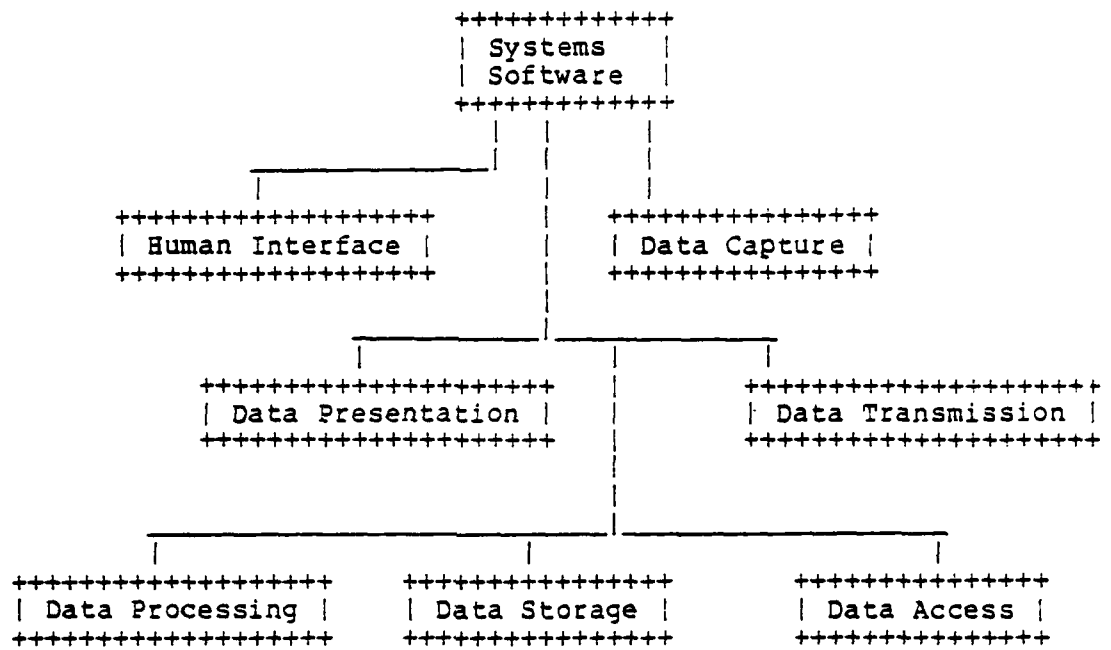 Systems
Software
Human Interface
Data Capture
Data Presentation
Data Transmission
Data Processing
Data Storage
Data Access